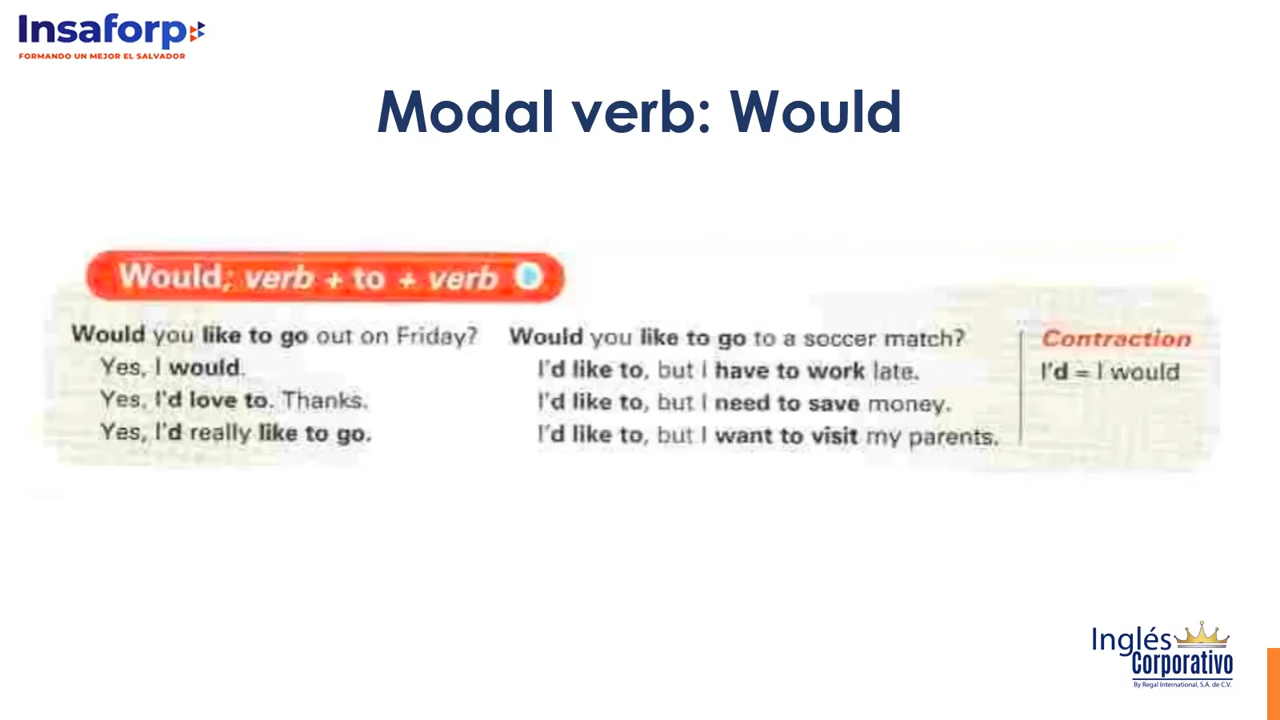 Insaforp
FORMANDO UN MEJOR EL SALVADOR
Modal verb: Would
Would; verb + to + verb
Would you like to go out on Friday?
Yes, I would.
Yes, I'd love to. Thanks.
Yes, I'd really like to go.
Would you like to go to a soccer match?
I'd like to, but I have to work late.
I'd like to, but I need to save money.
I'd like to, but I want to visit my parents.
Contraction
I'd = I would
Inglés
Corporativo
By Regal International, S.A. de C.V.